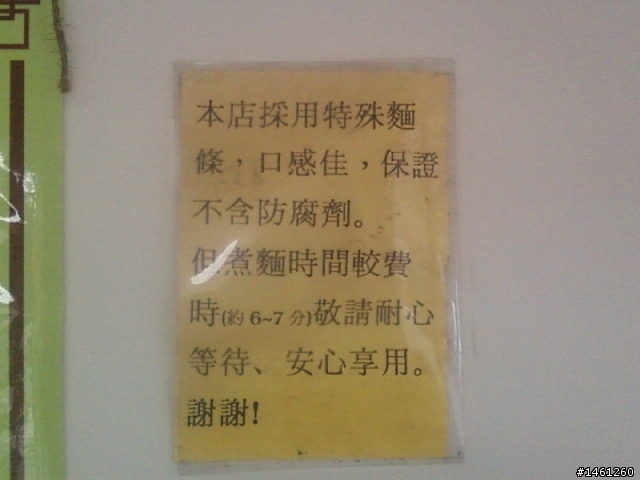 本店採用特殊麵
條，口感佳，保證
不含防腐劑。
但煮麵時間較費
時(約 6~7 分)敬請耐心
等待、安心享用。
謝謝!
#1461260